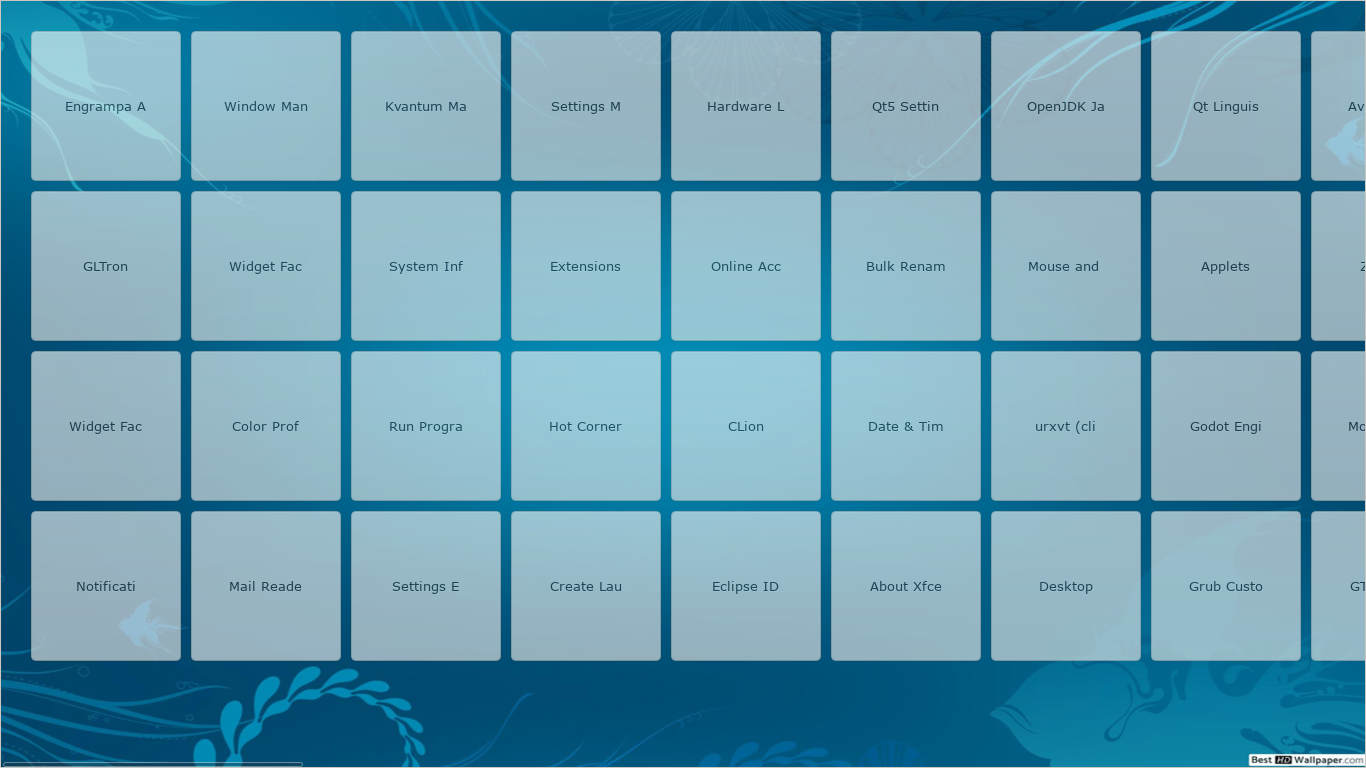 Engrampa A
Window Man
Kvantum Ma
Settings M
Hardware L
Qt5 Settin
OpenJDK Ja
Qt Linguis
Av
GLTron
Widget Fac
System Inf
Extensions
Online Acc
Bulk Renam
Mouse and
Applets
Z
Widget Fac
Color Prof
Run Progra
Hot Corner
CLion
Date & Tim
urxvt (cli
Godot Engi
Mo
Notificati
Mail Reade
Settings E
Create Lau
Eclipse ID
About Xfce
Desktop
Grub Custo
GT
Best HD Wallpaper.com